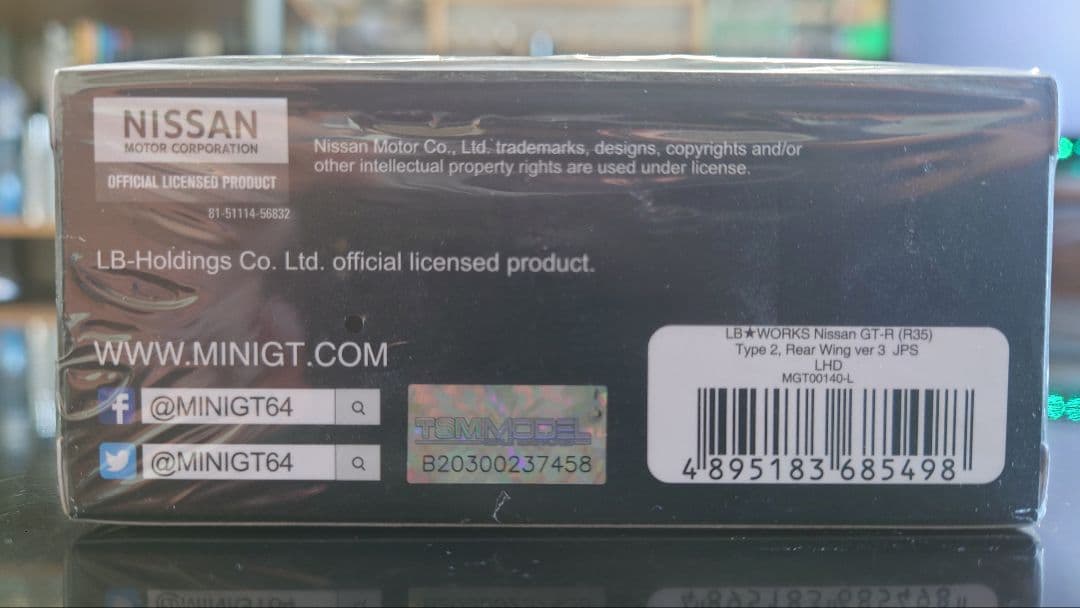 NISSAN
MOTOR CORPORATION
OFFICIAL LICENSED PRODUCT
81-51114-56832
Nissan Motor Co., Ltd. trademarks, designs, copyrights and/or
other intellectual property rights are used under license.
LB-Holdings Co. Ltd. official licensed product.
WWW.MINIGT.COM
@MINIGT64
@MINIGT64
TSMMODEL
B20300237458
LB★WORKS Nissan GT-R (R35)
Type 2, Rear Wing ver 3 JPS
LHD
MGT00140-L
4 895183 685498